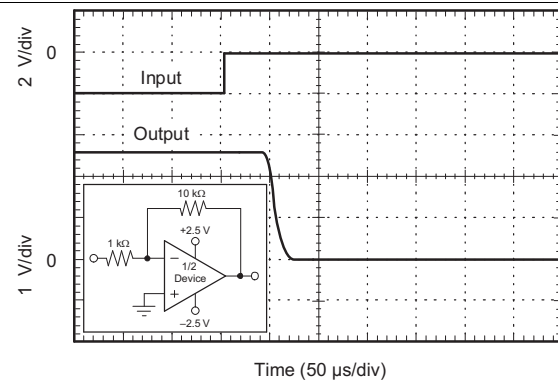 2 V/div
0
Input
Output
10 kΩ
+2.5 V
1 kΩ
−
1/2
Device
+
−2.5 V
1 V/div
0
Time (50 µs/div)